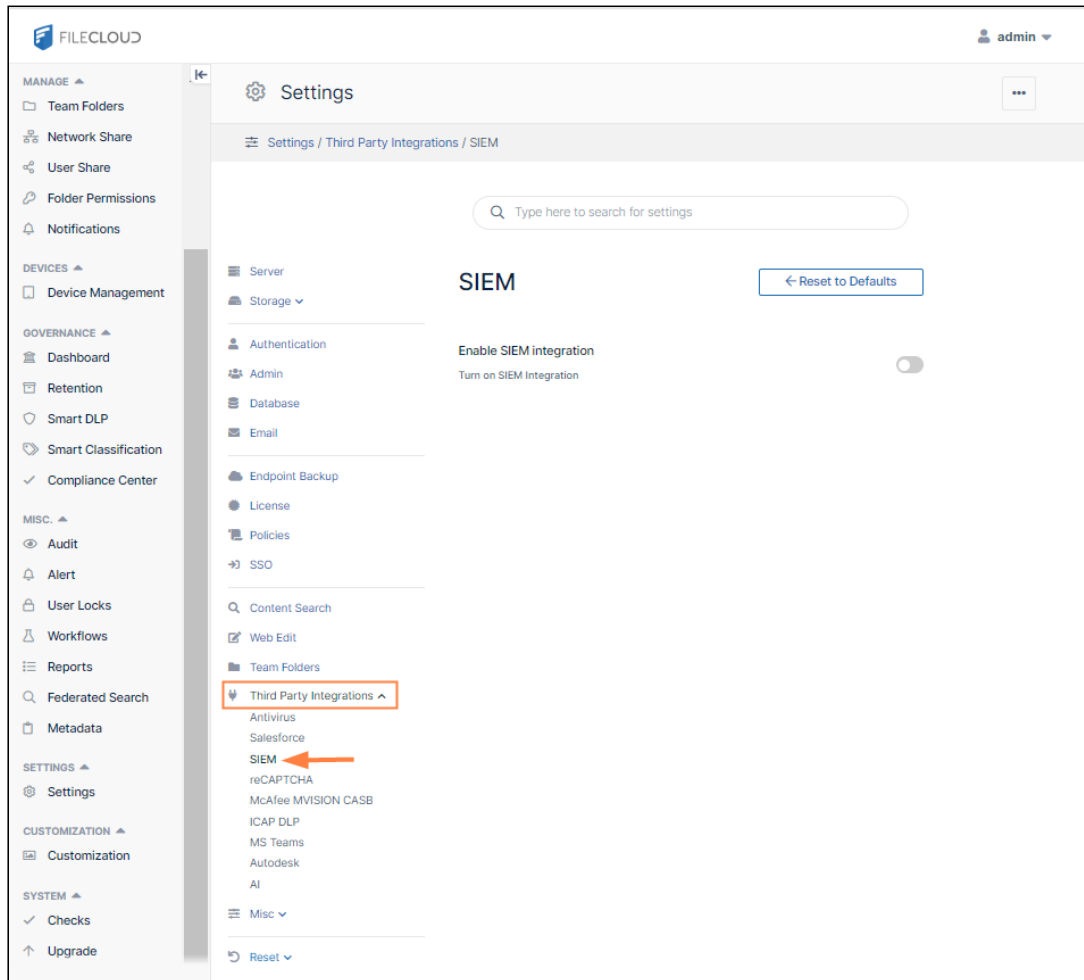 FILECLOUD
admin
MANAGE
Team Folders
Network Share
User Share
Folder Permissions
Notifications
DEVICES
Device Management
GOVERNANCE
Dashboard
Retention
Smart DLP
Smart Classification
Compliance Center
MISC.
Audit
Alert
User Locks
Workflows
Reports
Federated Search
Metadata
SETTINGS
Settings
CUSTOMIZATION
Customization
SYSTEM
Checks
Upgrade
Settings
Settings / Third Party Integrations / SIEM
Type here to search for settings
Server
Storage
Authentication
Admin
Database
Email
Endpoint Backup
License
Policies
SSO
Content Search
Web Edit
Team Folders
Third Party Integrations
Antivirus
Salesforce
SIEM
reCAPTCHA
McAfee MVISION CASB
ICAP DLP
MS Teams
Autodesk
AI
Misc
Reset
SIEM
Reset to Defaults
Enable SIEM integration
Turn on SIEM Integration